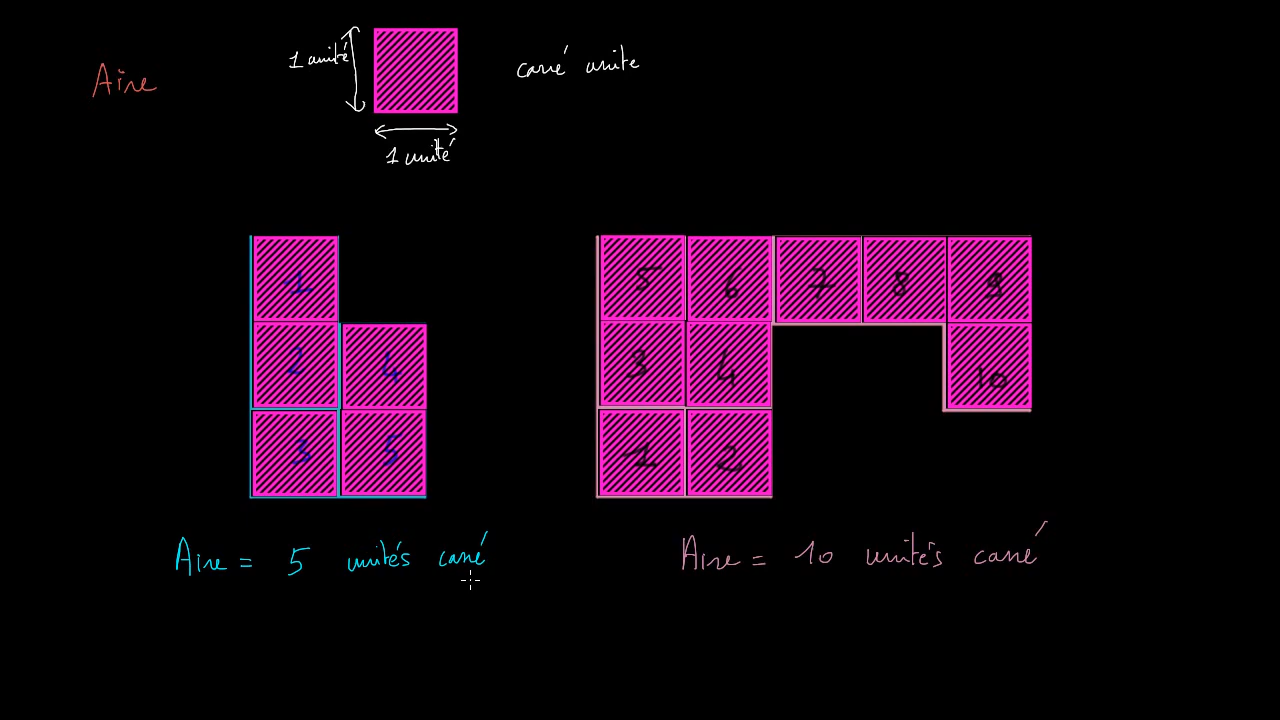 Aire
1 unité
carré unite
1 unité
1
2
4
3
5
5
6
7
8
9
3
4
10
1
2
Aire = 5 unités carré
Aire = 10 unités carré